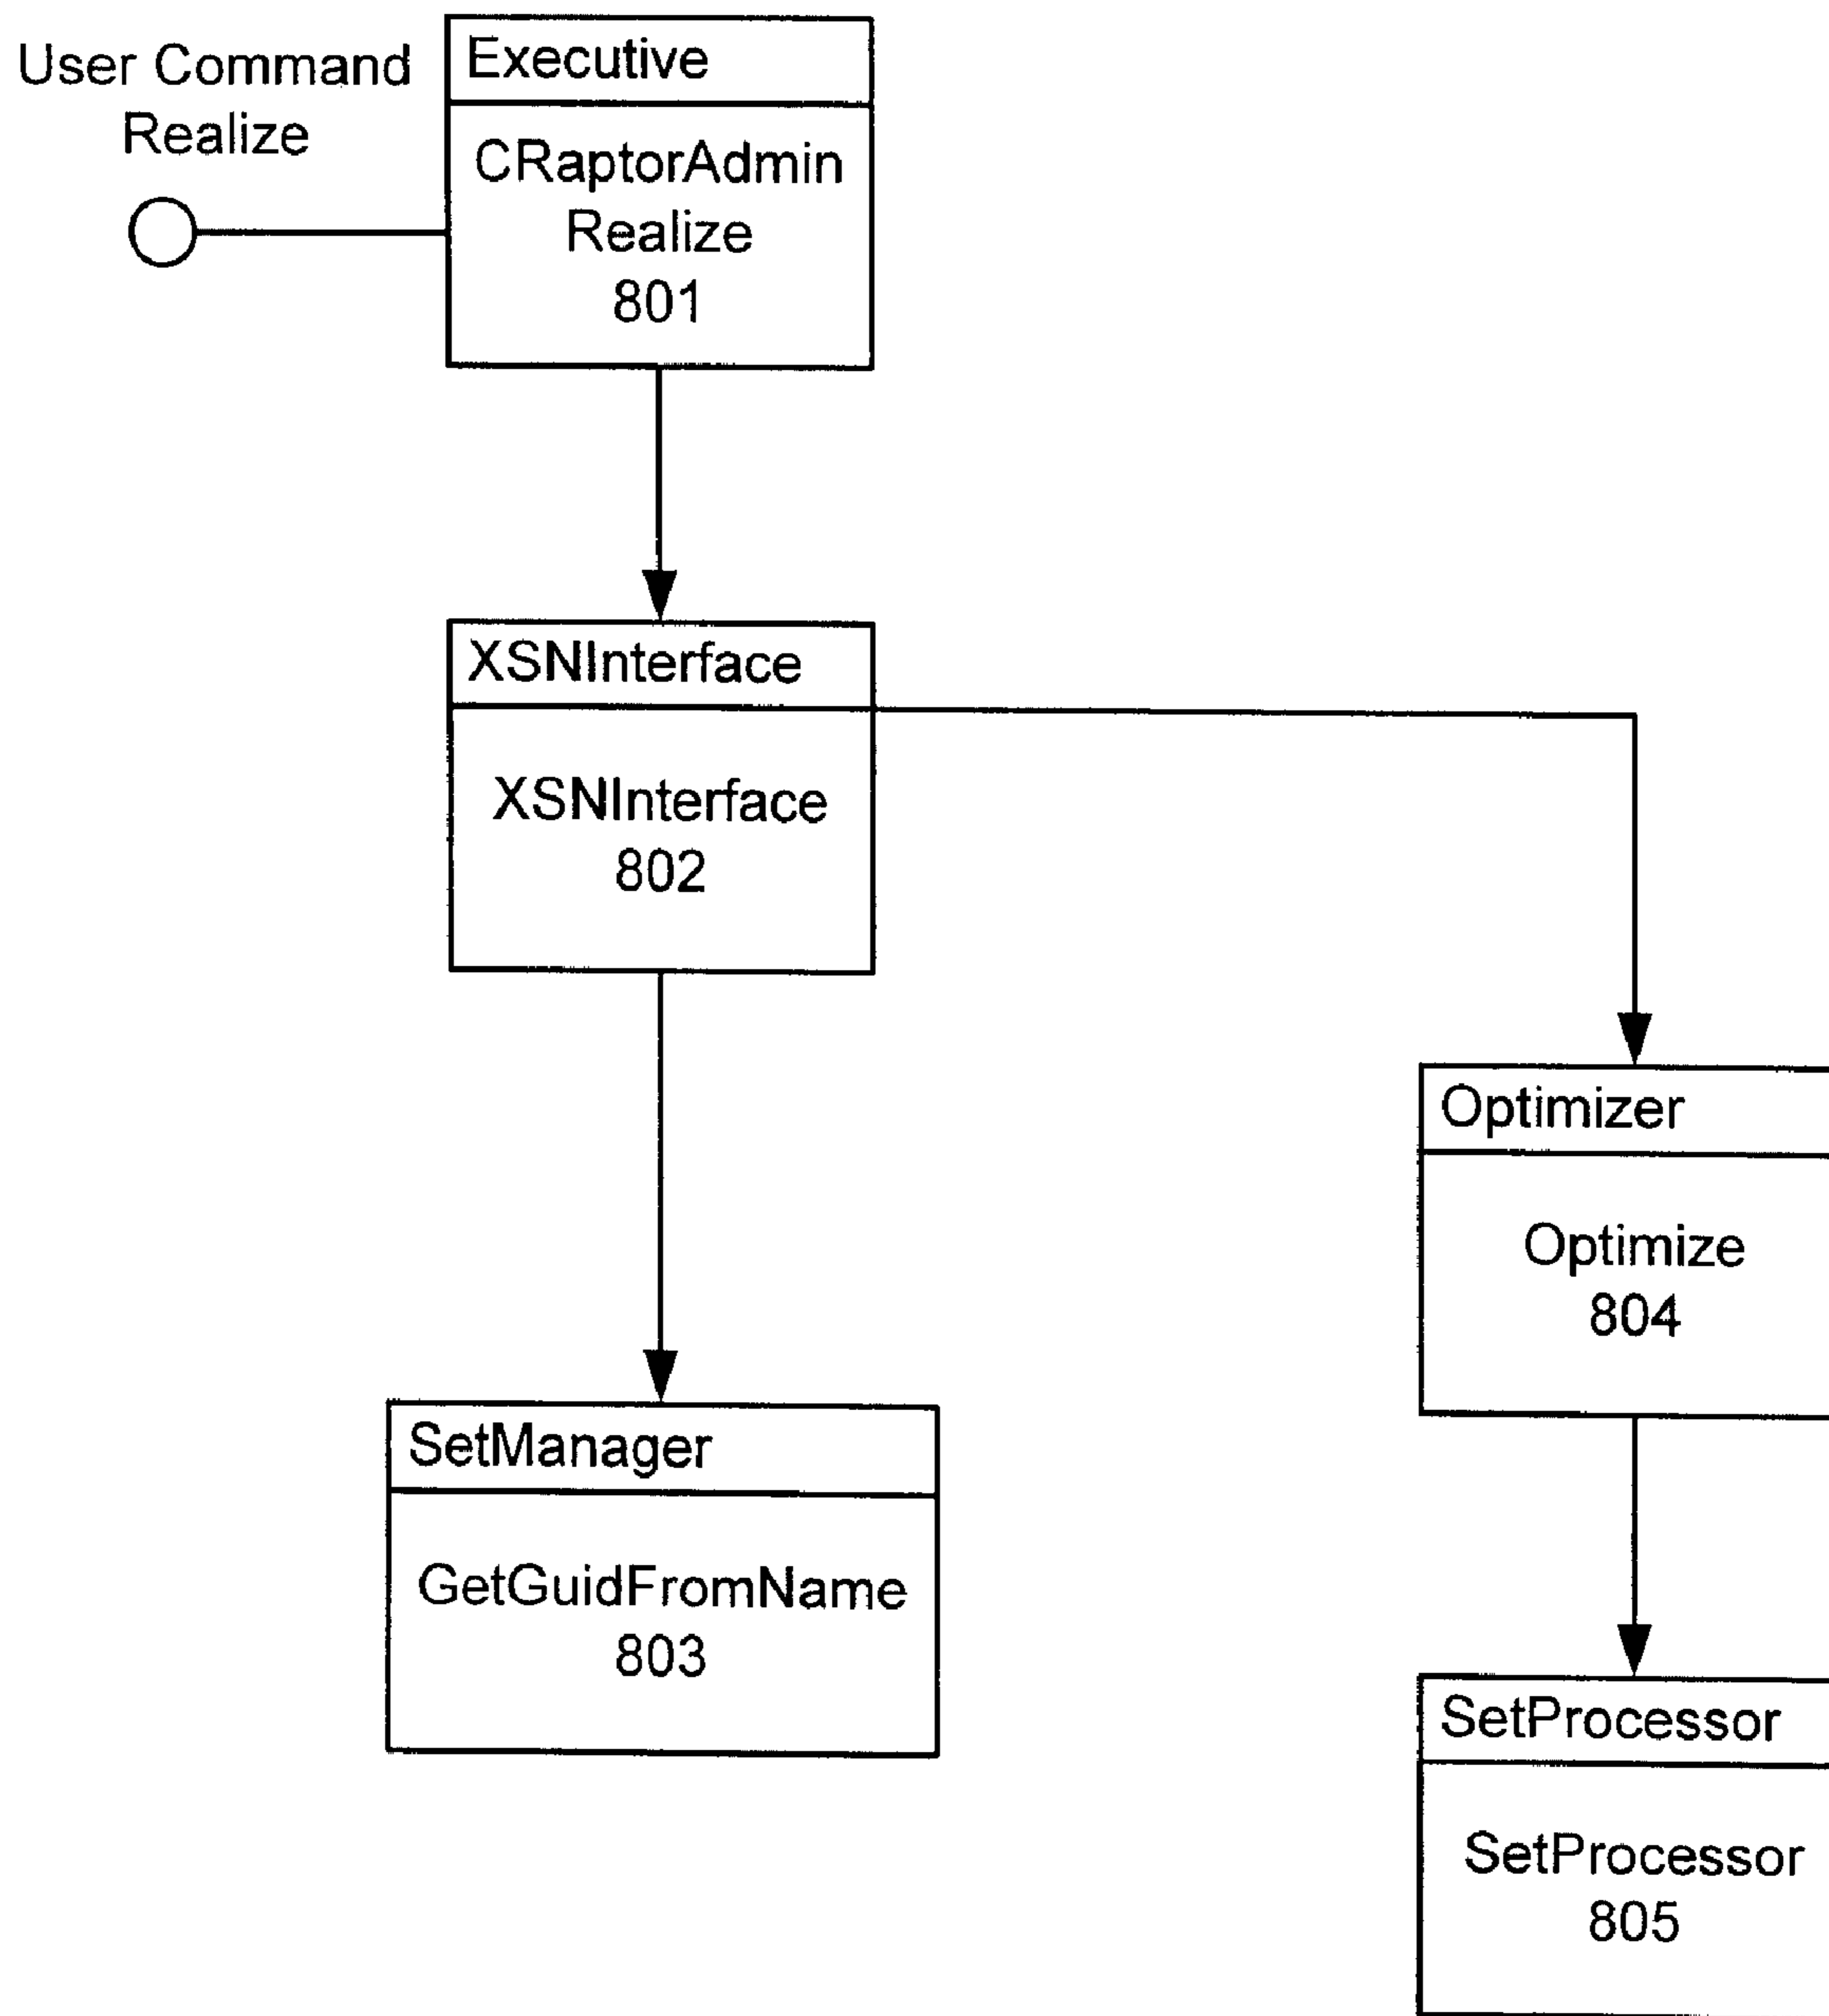 User Command
Realize
Executive
CRaptorAdmin
Realize
801
XSNInterface
XSNInterface
802
Optimizer
Optimize
804
SetManager
GetGuidFromName
803
SetProcessor
SetProcessor
805